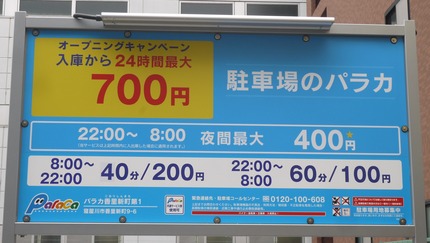 オープニングキャンペーン
入庫から24時間最大
700円
駐車場のパラカ
22:00～ 8:00 夜間最大 400円
8:00～22:00 40分/200円
22:00～8:00 60分/100円
Paraca
0120-100-608